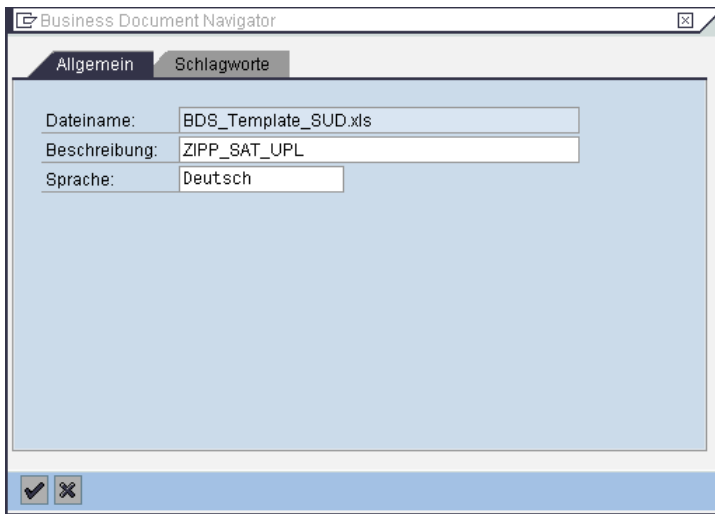 Business Document Navigator
Allgemein Schlagworte
Dateiname: BDS_Template_SUD.xls
Beschreibung: ZIPP_SAT_UPL
Sprache: Deutsch